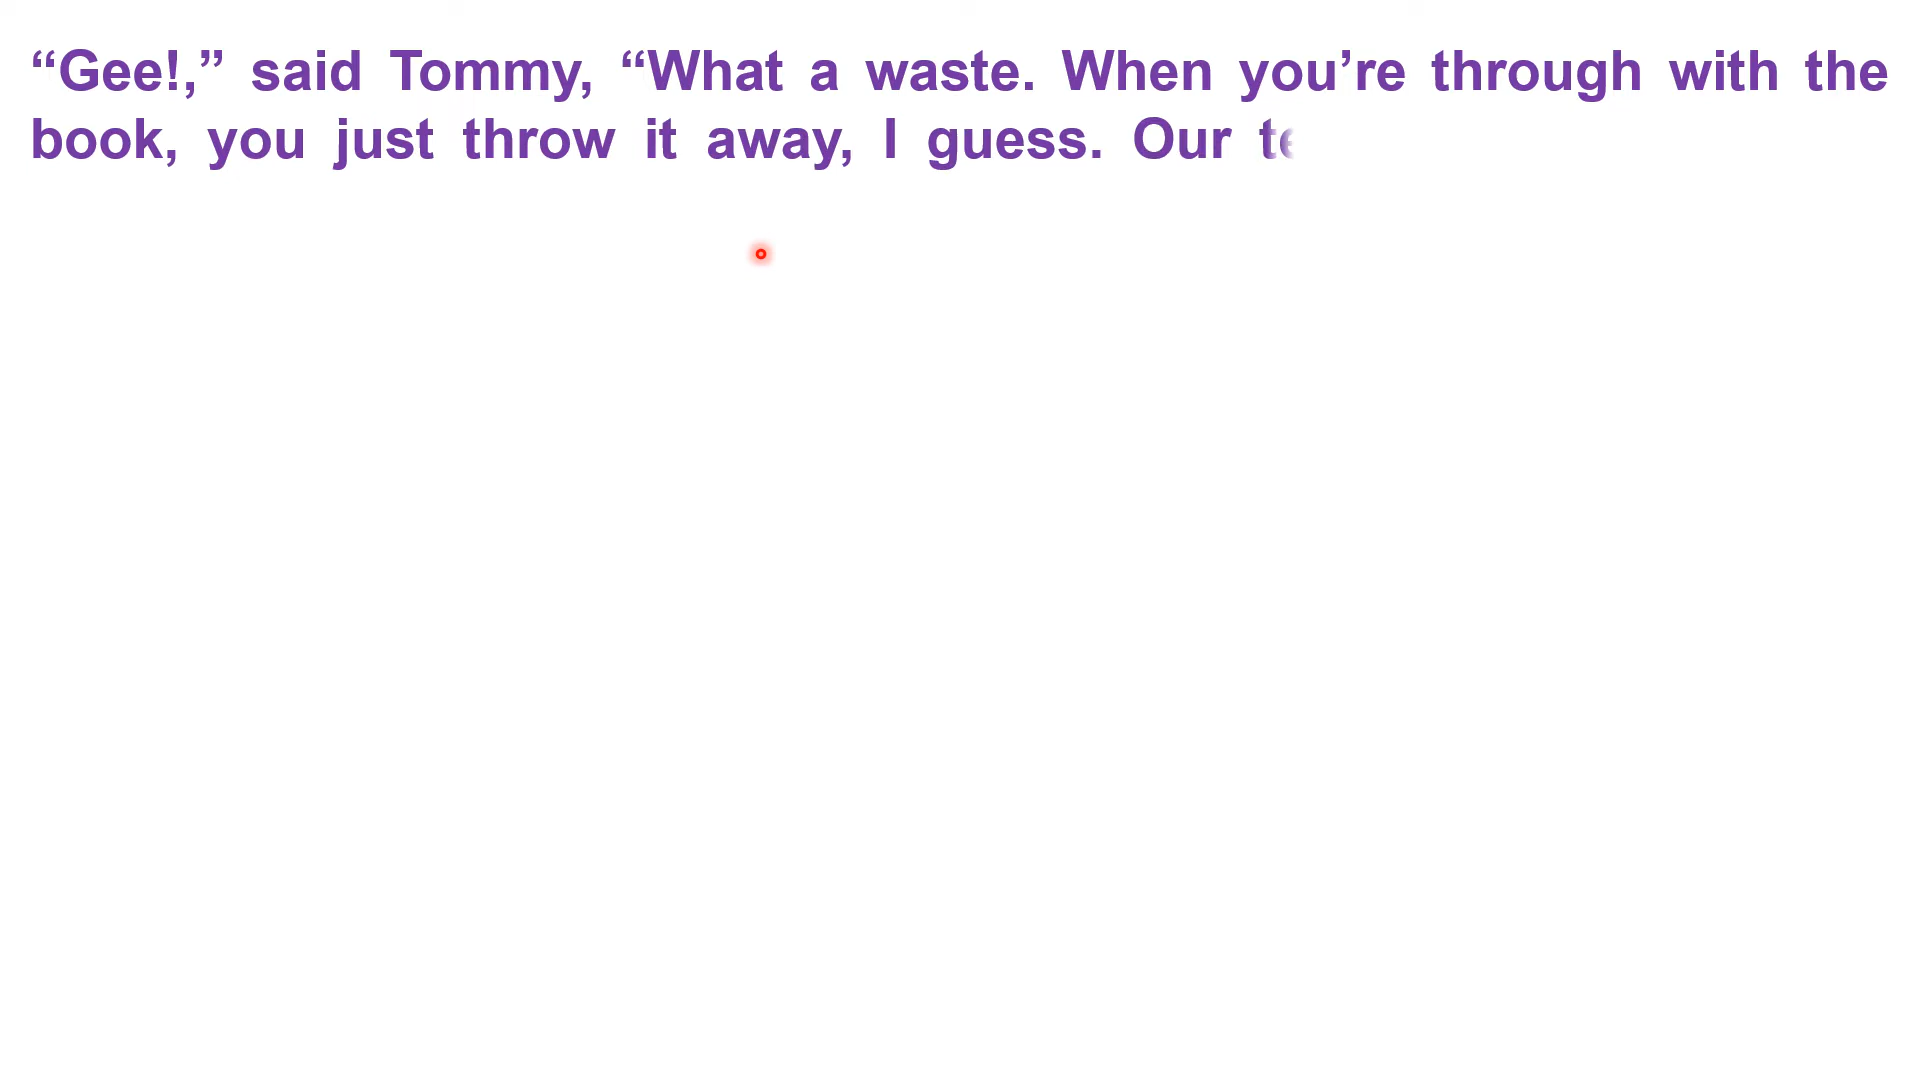 “Gee!,” said Tommy, “What a waste. When you’re through with the
book, you just throw it away, I guess. Our